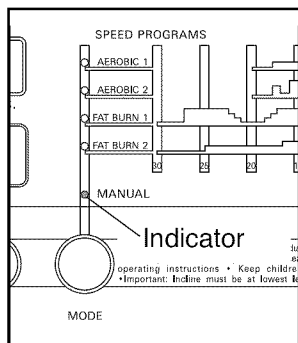 SPEED PROGRAMS
AEROBIC 1
AEROBIC 2
FAT BURN 1
FAT BURN 2
30 25 20 1
MANUAL
Indicator
operating instructions • Keep childre
•Important: Incline must be at lowest le
MODE